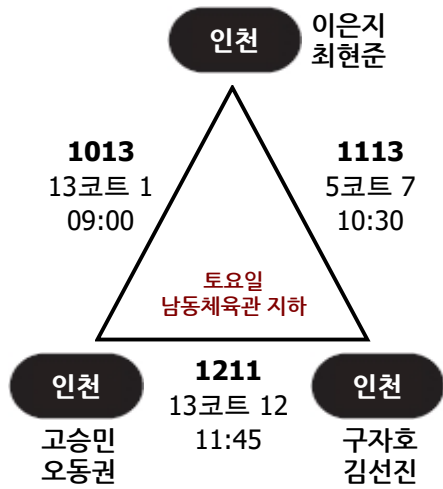 인천
이은지
최현준
1013
13코트 1
09:00
1113
5코트 7
10:30
토요일
남동체육관 지하
인천
고승민
오동권
1211
13코트 12
11:45
인천
구자호
김선진